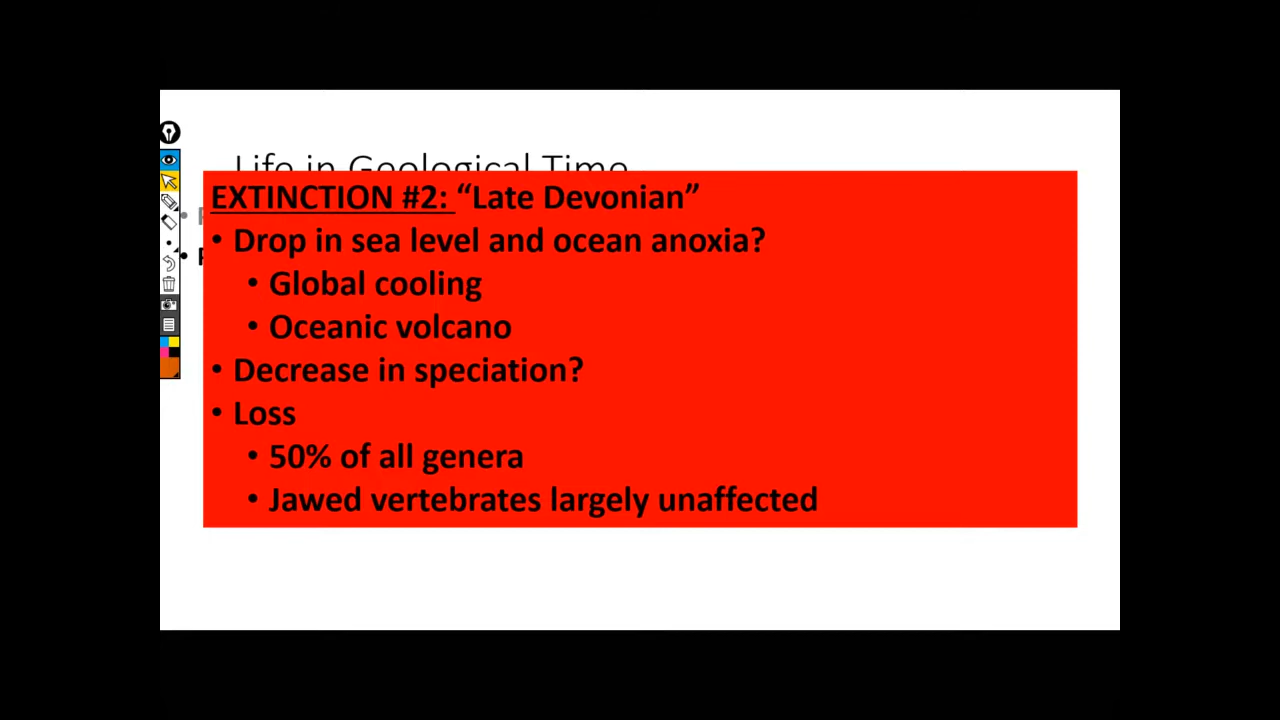 Life in Geological Time
EXTINCTION #2: “Late Devonian”
• Drop in sea level and ocean anoxia?
• Global cooling
• Oceanic volcano
• Decrease in speciation?
• Loss
• 50% of all genera
• Jawed vertebrates largely unaffected